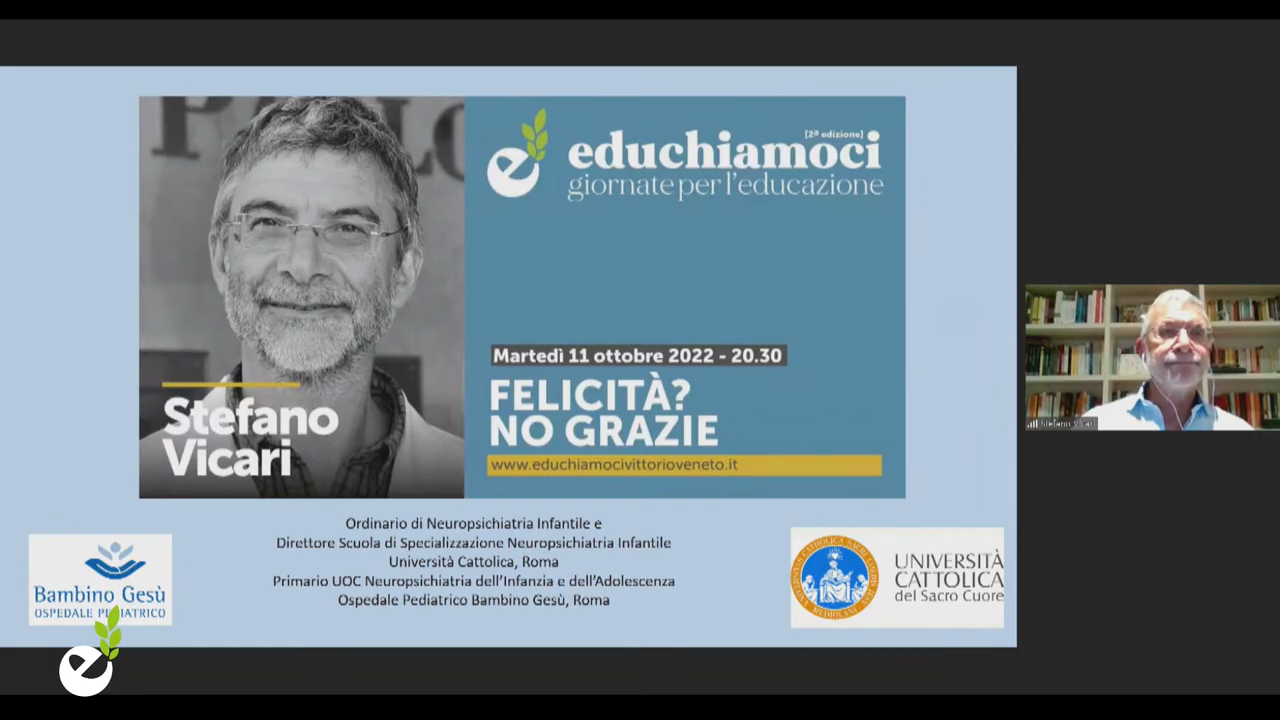 [2ª edizione]
educhiamoci
giornate per l'educazione
Martedì 11 ottobre 2022 - 20.30
FELICITÀ?
NO GRAZIE
www.educhiamocivittorioveneto.it
Stefano
Vicari
Ordinario di Neuropsichiatria Infantile e
Direttore Scuola di Specializzazione Neuropsichiatria Infantile
Università Cattolica, Roma
Primario UOC Neuropsichiatria dell'Infanzia e dell'Adolescenza
Ospedale Pediatrico Bambino Gesù, Roma
Bambino Gesù
OSPEDALE PEDIATRICO
UNIVERSITÀ
CATTOLICA
del Sacro Cuore
Stefano Vicari